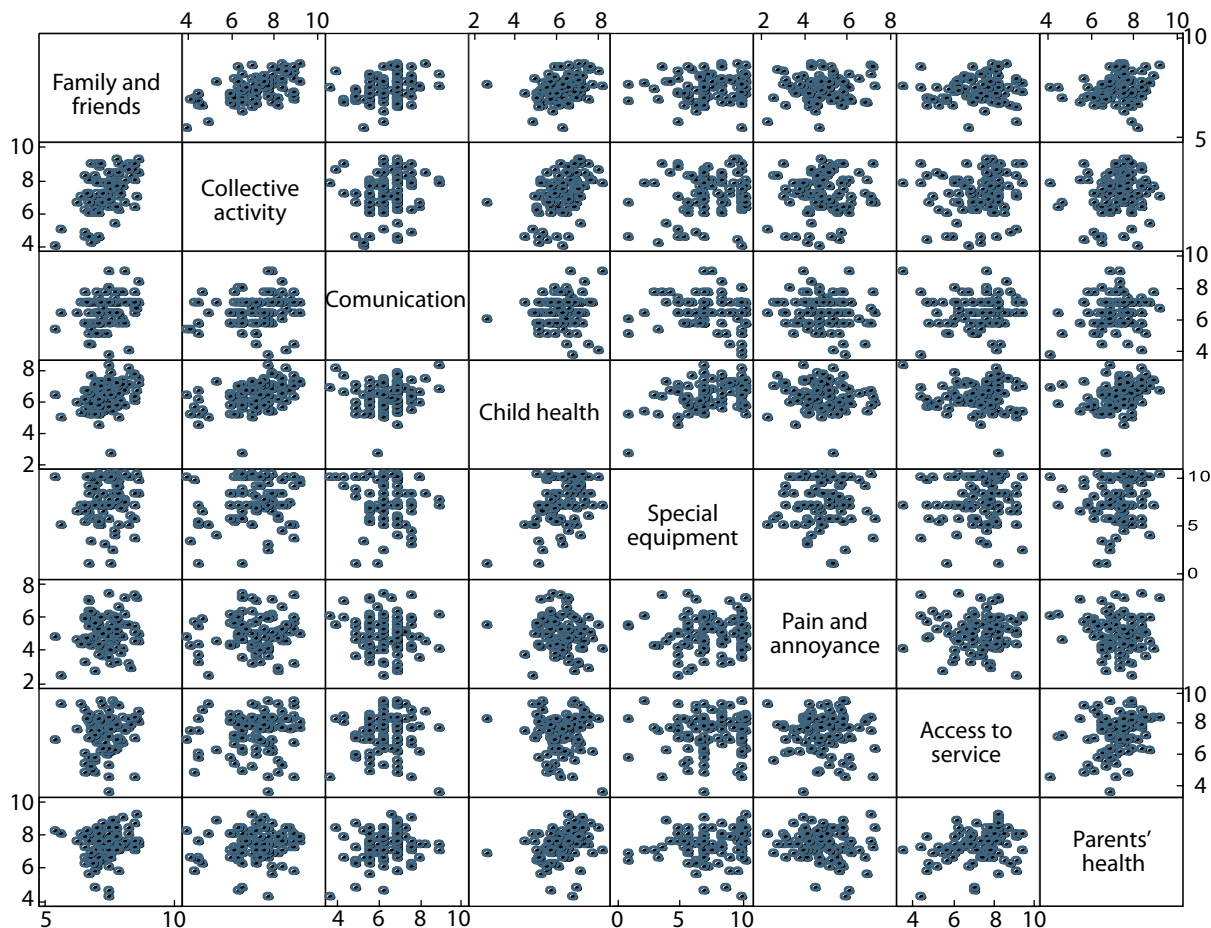 4 6 8 10 2 4 6 8 2 4 6 8 4 6 8 10
Family and
friends
10
5
10
8
6
4
Collective
activity
Comunication
10
8
6
4
8
6
4
2
Child health
Special
equipment
10
5
0
8
6
4
2
Pain and
annoyance
Access to
service
10
8
6
4
10
8
6
4
Parents'
health
5 10 4 6 8 10 0 5 10 4 6 8 10